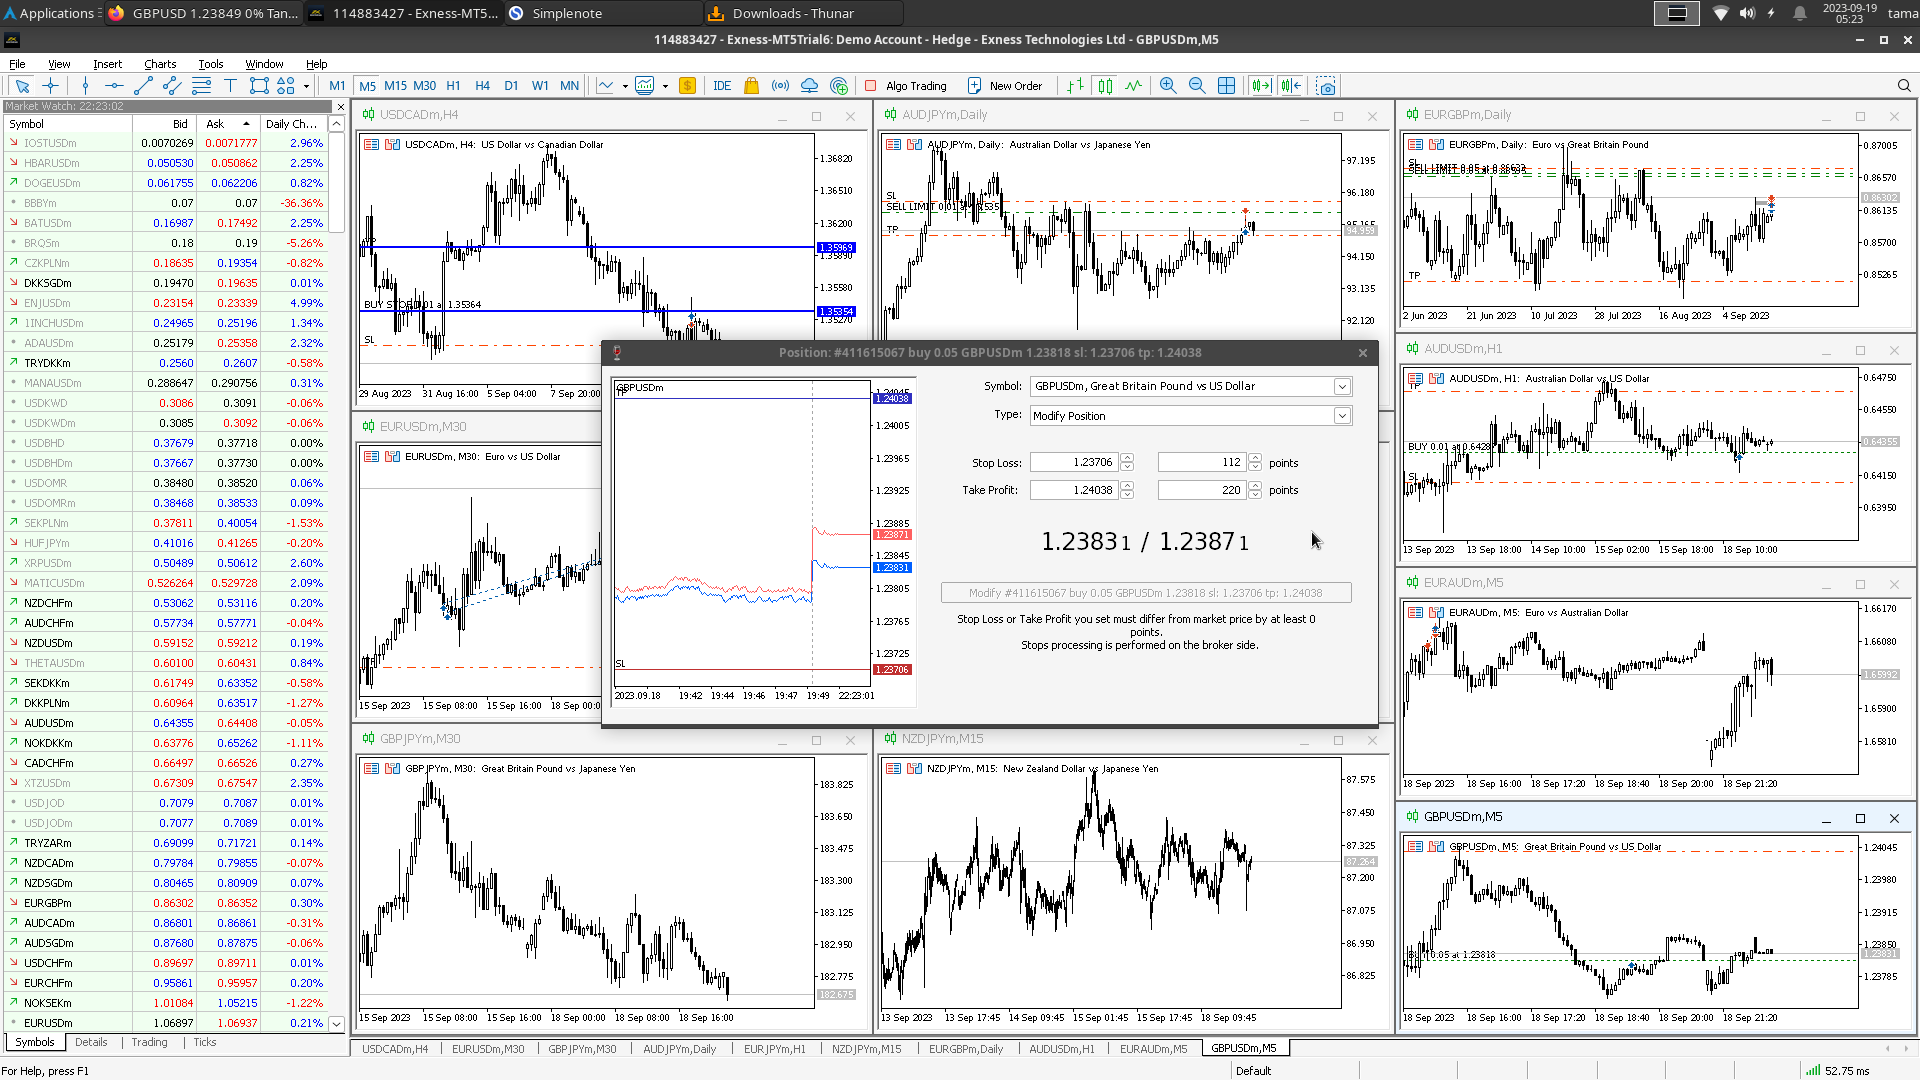 Applications
GBPUSD 1.23849 0% Tan...
114883427 - Exness-MT5...
Simplenote
Downloads - Thunar
2023-09-19
05:23
tama
114883427 - Exness-MT5Trial6: Demo Account - Hedge - Exness Technologies Ltd - GBPUSDm,M5
File View Insert Charts Tools Window Help
M1 M5 M15 M30 H1 H4 D1 W1 MN IDE Algo Trading New Order
Market Watch: 22:23:02
Symbol Bid Ask Daily Ch...
IOSTUSDm 0.0070269 0.0071777 2.96%
HBARUSDm 0.050530 0.050862 2.25%
DOGEUSDm 0.061755 0.062206 0.82%
BBBYm 0.07 0.07 -36.36%
BATUSDm 0.16987 0.17492 2.25%
BRQSm 0.18 0.19 -5.26%
CZKPLNm 0.18635 0.19354 -0.82%
DKKSGDm 0.19470 0.19635 0.01%
ENJUSDm 0.23154 0.23339 4.99%
1INCHUSDm 0.24965 0.25196 1.34%
ADAUSDm 0.25179 0.25358 2.32%
TRYDKKm 0.2560 0.2607 -0.58%
MANAUSDm 0.288647 0.290756 0.31%
USDKWD 0.3086 0.3091 -0.06%
USDKWDm 0.3085 0.3092 -0.06%
USDBHD 0.37679 0.37718 0.00%
USDBHDm 0.37667 0.37730 0.00%
USDOMR 0.38480 0.38520 0.06%
USDOMRm 0.38468 0.38533 0.09%
SEKPLNm 0.37811 0.40054 -1.53%
HUFJPYm 0.41016 0.41265 -0.20%
XRPUSDm 0.50489 0.50612 2.60%
MATICUSDm 0.526264 0.529728 2.09%
NZDCHFm 0.53062 0.53116 0.20%
AUDCHFm 0.57734 0.57771 -0.04%
NZDUSDm 0.59152 0.59212 0.19%
THETAUSDm 0.60100 0.60431 0.84%
SEKDKKm 0.61749 0.63352 -0.58%
DKKPLNm 0.60964 0.63517 -1.27%
AUDUSDm 0.64355 0.64408 -0.05%
NOKDKKm 0.63776 0.65262 -1.11%
CADCHFm 0.66497 0.66526 0.27%
XTZUSDm 0.67309 0.67547 2.35%
USDJOD 0.7079 0.7087 0.01%
USDJODm 0.7077 0.7089 0.01%
TRYZARm 0.69099 0.71721 0.14%
NZDCADm 0.79784 0.79855 -0.07%
NZDSGDm 0.80465 0.80909 0.07%
EURGBPm 0.86302 0.86352 0.30%
AUDCADm 0.86801 0.86861 -0.31%
AUDSGDm 0.87680 0.87875 -0.06%
USDCHFm 0.89697 0.89711 0.01%
EURCHFm 0.95861 0.95957 0.20%
NOKSEKm 1.01084 1.05215 -1.22%
EURUSDm 1.06897 1.06937 0.21%
Symbols Details Trading Ticks
USDCADm,H4
USDCADm, H4: US Dollar vs Canadian Dollar
1.36820
1.36510
1.36200
1.35969
1.35890
1.35580
1.35354
1.35270
SL
29 Aug 2023 31 Aug 16:00 5 Sep 04:00 7 Sep 20:00
AUDJPYm,Daily
AUDJPYm, Daily: Australian Dollar vs Japanese Yen
SL
TP
97.195
96.180
95.165
94.959
94.150
93.135
92.120
EURGBPm,Daily
EURGBPm, Daily: Euro vs Great Britain Pound
TP
0.87005
0.86570
0.86302
0.86135
0.85700
0.85265
2 Jun 2023 21 Jun 2023 10 Jul 2023 28 Jul 2023 16 Aug 2023 4 Sep 2023
EURUSDm,M30
EURUSDm, M30: Euro vs US Dollar
15 Sep 2023 15 Sep 08:00 15 Sep 16:00 18 Sep 00:0
AUDUSDm,H1
AUDUSDm, H1: Australian Dollar vs US Dollar
TP
BUY 0.01 at 0.6428
SL
0.64750
0.64550
0.64355
0.64150
0.63950
13 Sep 2023 13 Sep 18:00 14 Sep 10:00 15 Sep 02:00 15 Sep 18:00 18 Sep 10:00
Position: #411615067 buy 0.05 GBPUSDm 1.23818 sl: 1.23706 tp: 1.24038
GBPUSDm
TP
SL
1.24045
1.24038
1.24005
1.23965
1.23925
1.23885
1.23871
1.23845
1.23831
1.23805
1.23765
1.23725
1.23706
2023.09.18 19:42 19:44 19:46 19:47 19:49 22:23:01
Symbol: GBPUSDm, Great Britain Pound vs US Dollar
Type: Modify Position
Stop Loss: 1.23706 112 points
Take Profit: 1.24038 220 points
1.23831 / 1.23871
Modify #411615067 buy 0.05 GBPUSDm 1.23818 sl: 1.23706 tp: 1.24038
Stop Loss or Take Profit you set must differ from market price by at least 0
points.
Stops processing is performed on the broker side.
EURAUDm,M5
EURAUDm, M5: Euro vs Australian Dollar
1.66170
1.66080
1.65992
1.65900
1.65810
18 Sep 2023 18 Sep 16:00 18 Sep 17:20 18 Sep 18:40 18 Sep 20:00 18 Sep 21:20
GBPJPYm,M30
GBPJPYm, M30: Great Britain Pound vs Japanese Yen
183.825
183.650
183.475
183.300
183.125
182.950
182.775
182.675
15 Sep 2023 15 Sep 08:00 15 Sep 16:00 18 Sep 00:00 18 Sep 08:00 18 Sep 16:00
NZDJPYm,M15
NZDJPYm, M15: New Zealand Dollar vs Japanese Yen
87.575
87.450
87.325
87.264
87.200
87.075
86.950
86.825
13 Sep 2023 13 Sep 17:45 14 Sep 09:45 15 Sep 01:45 15 Sep 17:45 18 Sep 09:45
GBPUSDm,M5
GBPUSDm, M5: Great Britain Pound vs US Dollar
BUY 0.05 at 1.23818
1.24045
1.23980
1.23915
1.23850
1.23831
1.23785
18 Sep 2023 18 Sep 16:00 18 Sep 17:20 18 Sep 18:40 18 Sep 20:00 18 Sep 21:20
USDCADm,H4 EURUSDm,M30 GBPJPYm,M30 AUDJPYm,Daily EURJPYm,H1 NZDJPYm,M15 EURGBPm,Daily AUDUSDm,H1 EURAUDm,M5 GBPUSDm,M5
For Help, press F1
Default
52.75 ms